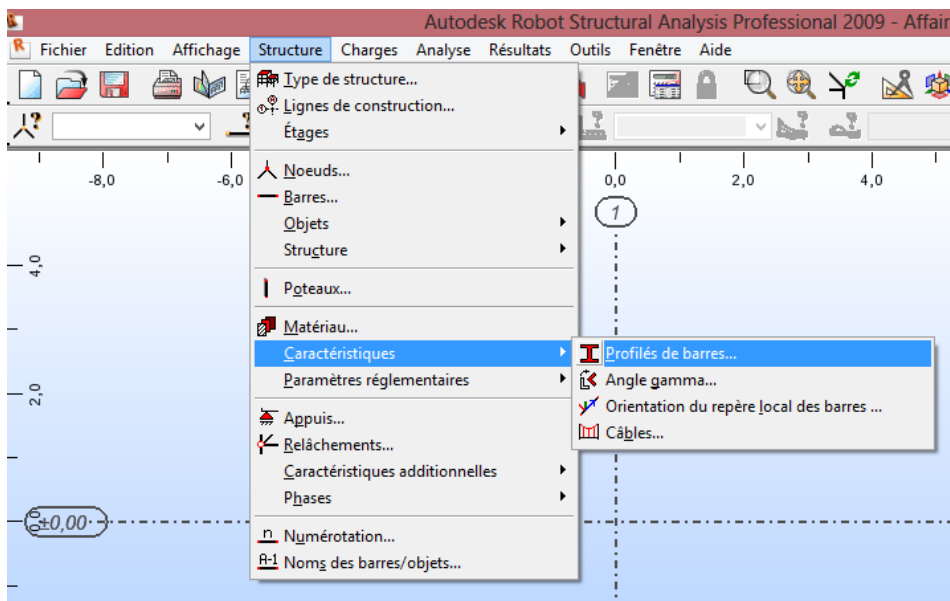 Autodesk Robot Structural Analysis Professional 2009 - Affair
Fichier Edition Affichage Structure Charges Analyse Résultats Outils Fenêtre Aide
Type de structure...
Lignes de construction...
Étages
-8,0 -6,0 0,0 2,0 4,0
1
Noeuds...
Barres...
Objets
Structure
4,0
Poteaux...
Matériau...
Caractéristiques
Profilés de barres...
Paramètres réglementaires
Angle gamma...
2,0
Orientation du repère local des barres ...
Appuis...
Câbles...
Relâchements...
Caractéristiques additionnelles
Phases
±0,00
n Numérotation...
A-1 Noms des barres/objets...